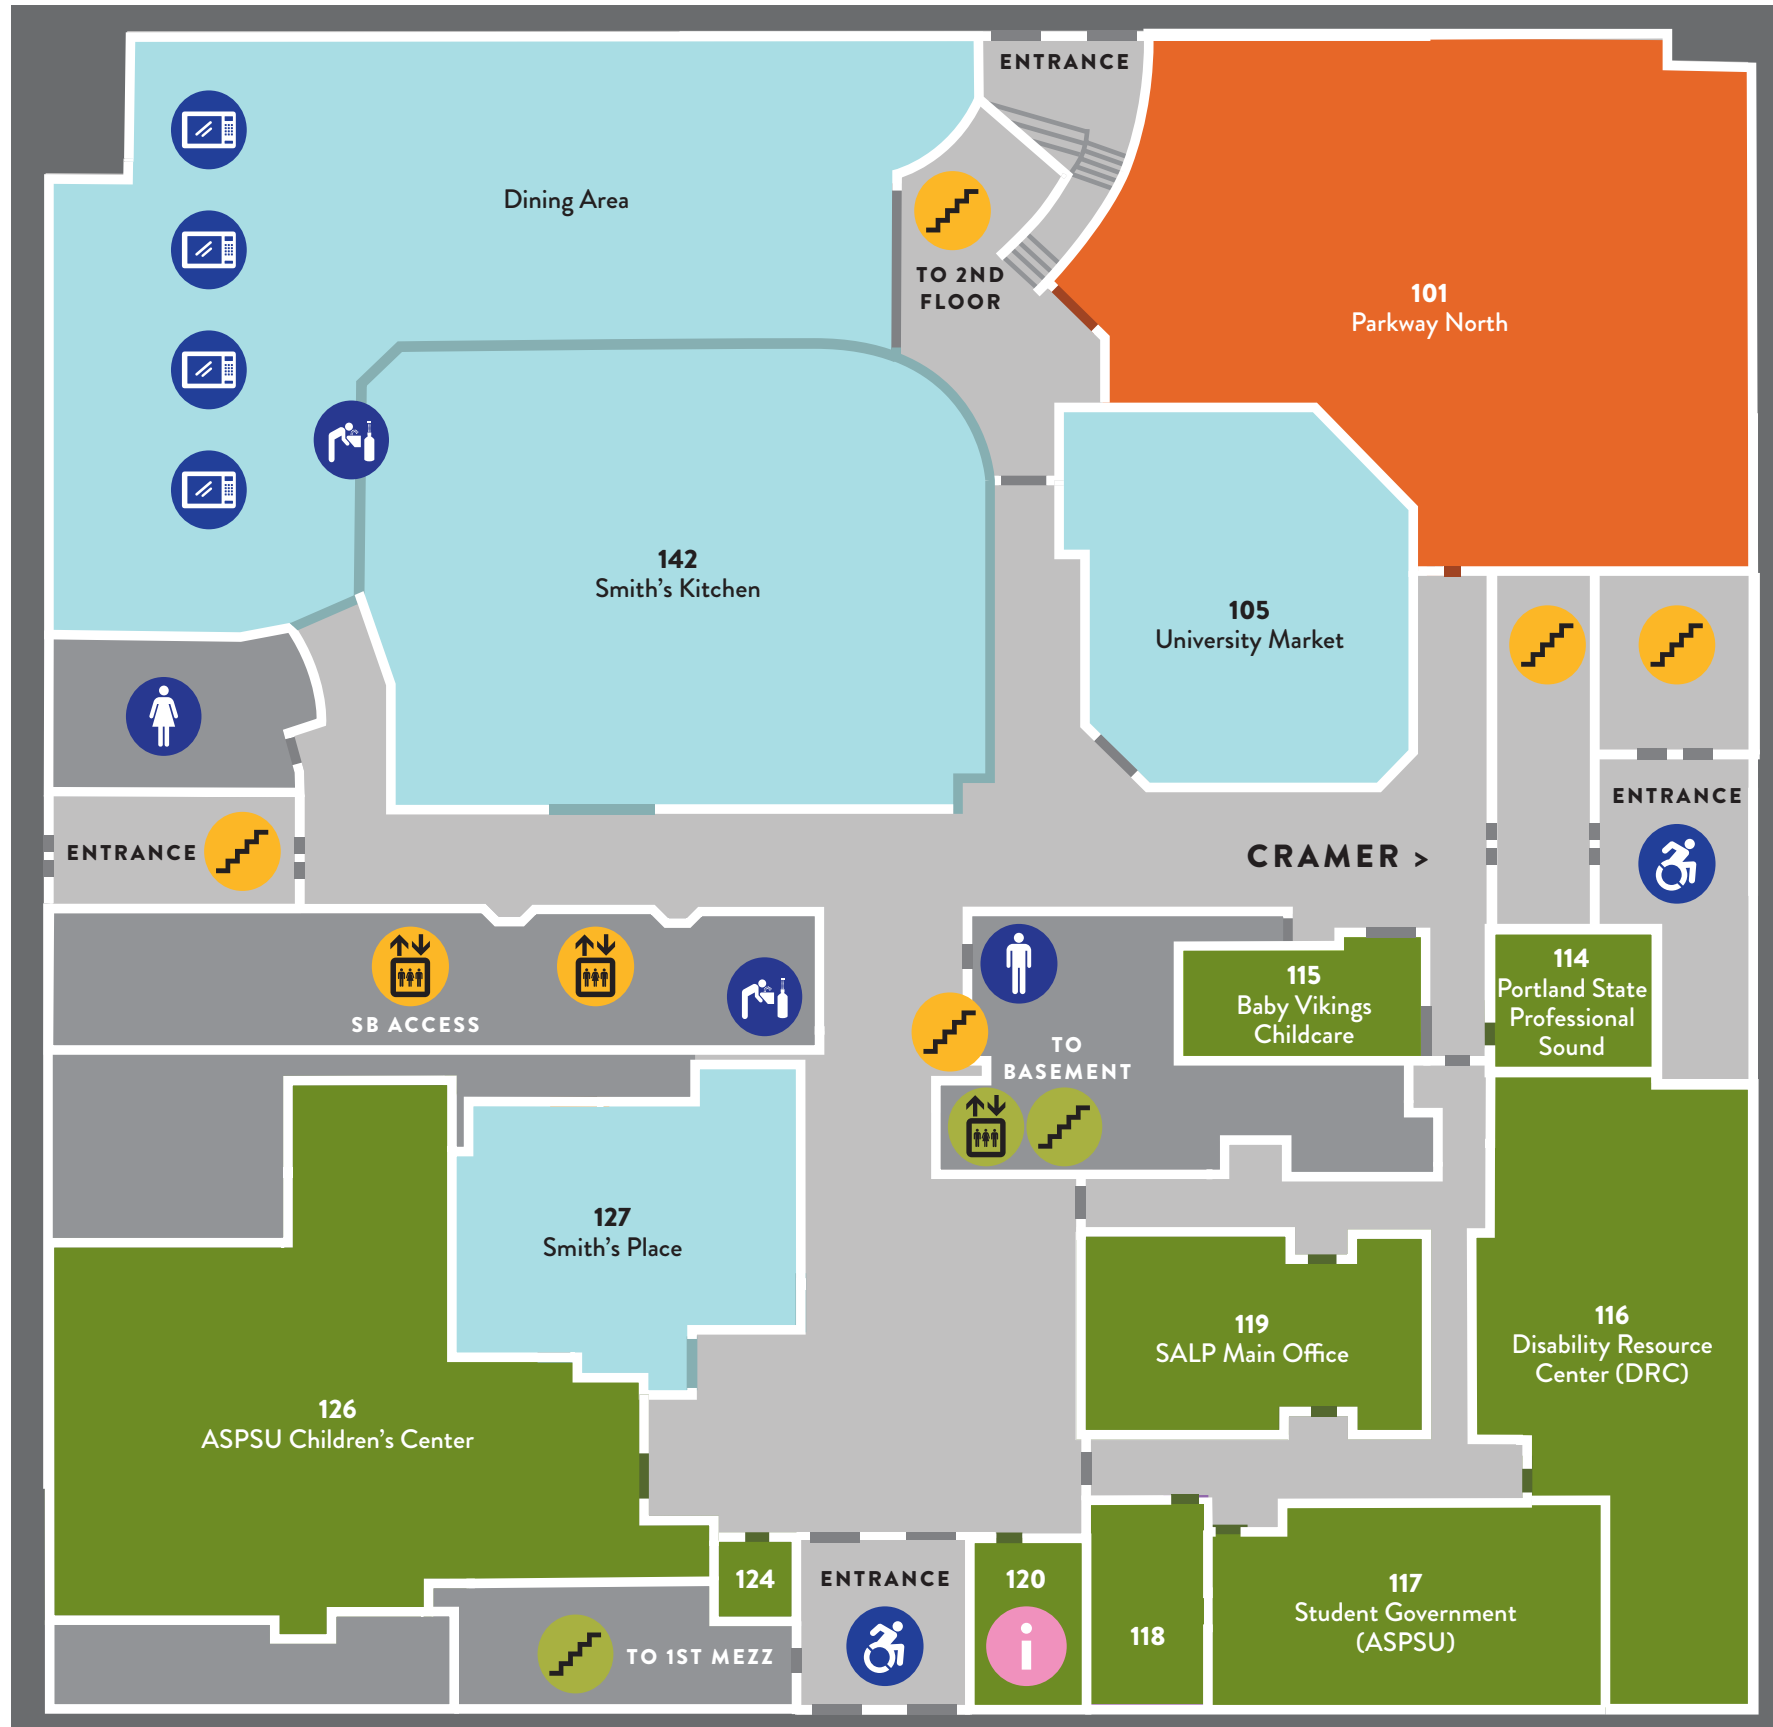 ENTRANCE
Dining Area
TO 2ND
FLOOR
101
Parkway North
142
Smith's Kitchen
105
University Market
ENTRANCE
ENTRANCE
CRAMER >
SB ACCESS
115
Baby Vikings
Childcare
114
Portland State
Professional
Sound
TO
BASEMENT
127
Smith's Place
119
SALP Main Office
116
Disability Resource
Center (DRC)
126
ASPSU Children's Center
124
ENTRANCE
120
i
118
117
Student Government
(ASPSU)
TO 1ST MEZZ